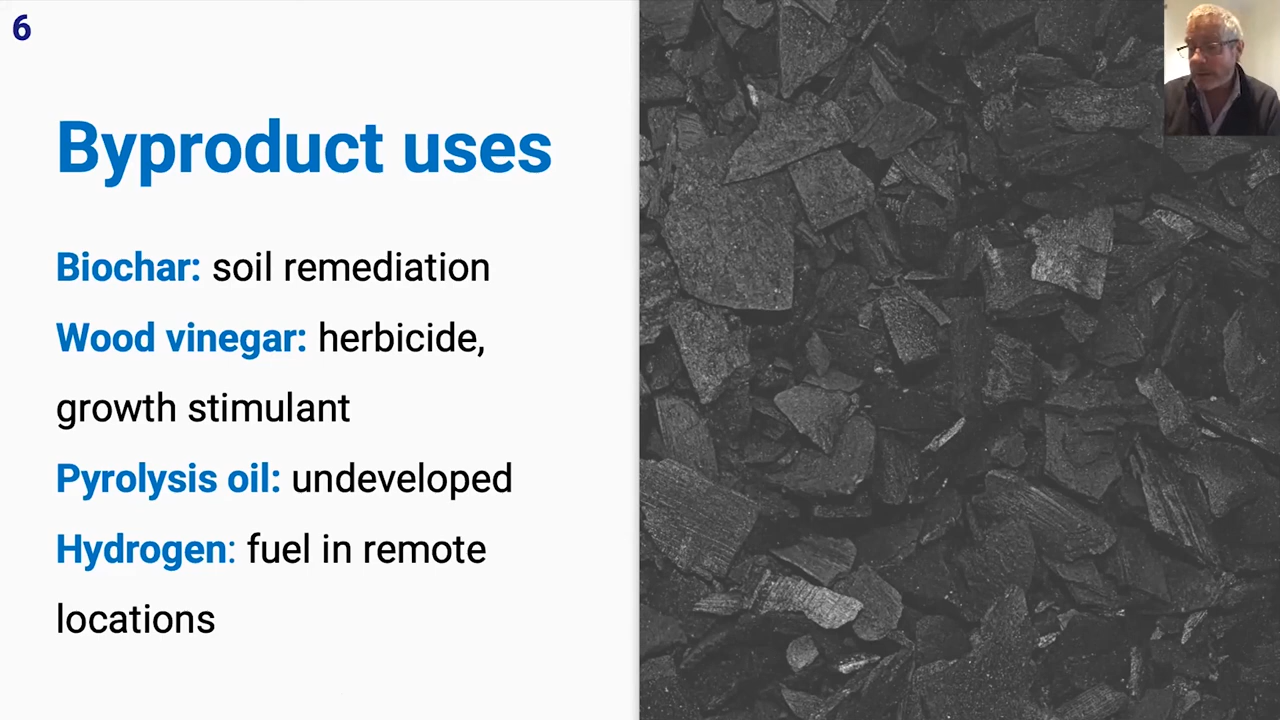 6
Byproduct uses
Biochar: soil remediation
Wood vinegar: herbicide,
growth stimulant
Pyrolysis oil: undeveloped
Hydrogen: fuel in remote
locations